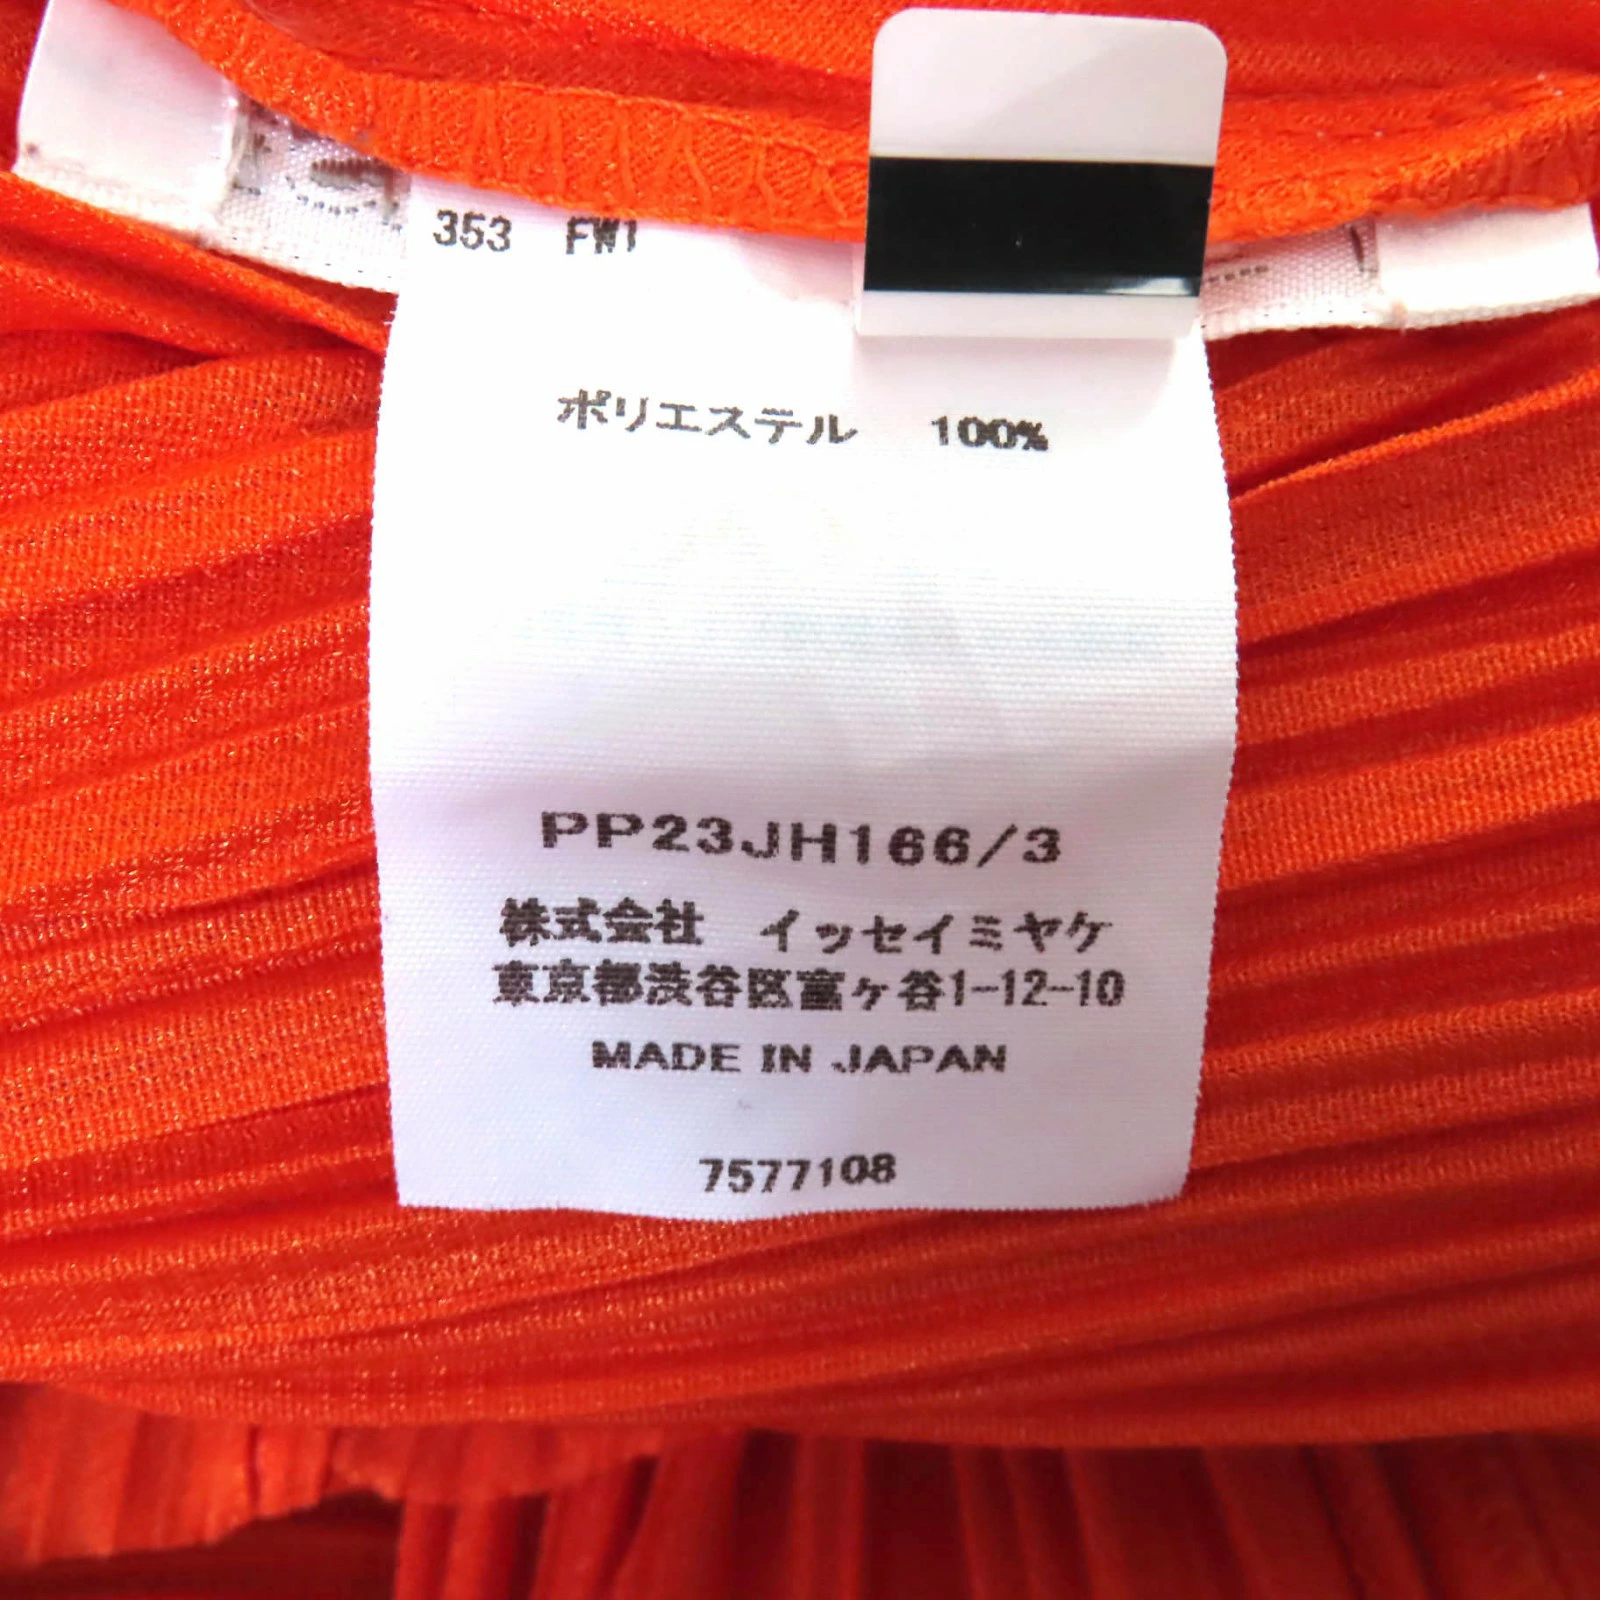 353 FW1
ポリエステル 100%
PP23JH166/3
株式会社 イッセイミヤケ
東京都渋谷区富ヶ谷1-12-10
MADE IN JAPAN
7577108